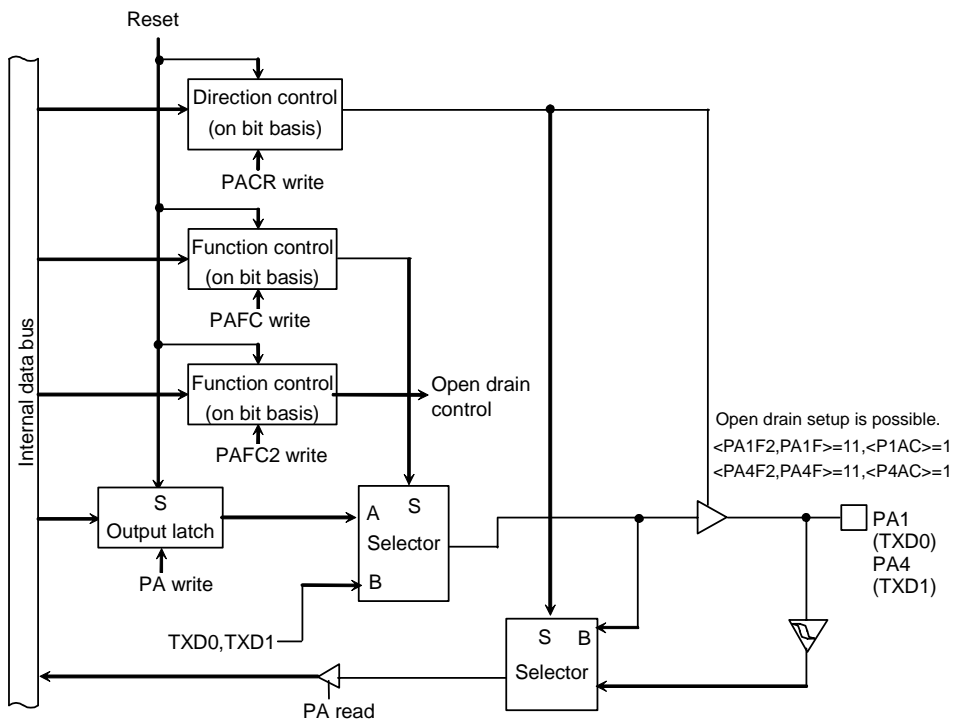 Reset
Direction control
(on bit basis)
PACR write
Function control
(on bit basis)
PAFC write
Internal data bus
Function control
(on bit basis)
PAFC2 write
Open drain
control
Open drain setup is possible.
<PA1F2,PA1F>=11,<P1AC>=1
<PA4F2,PA4F>=11,<P4AC>=1
S
Output latch
PA write
A
S
Selector
B
TXD0,TXD1
PA1
(TXD0)
PA4
(TXD1)
S
B
Selector
PA read